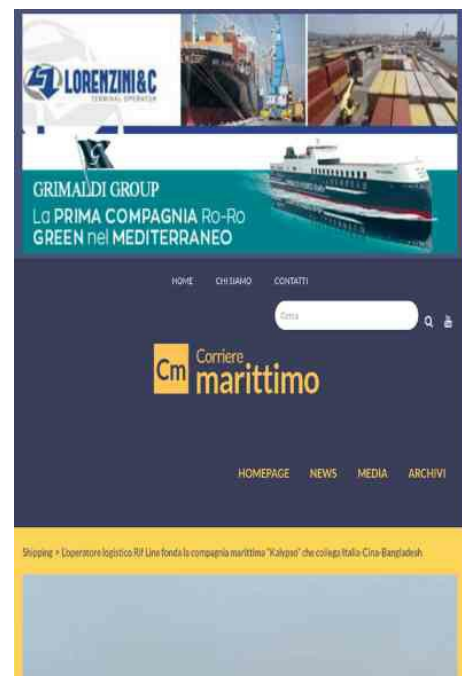 LORENZINI & C
TERMINAL OPERATOR
GRIMALDI GROUP
La PRIMA COMPAGNIA Ro-Ro
GREEN nel MEDITERRANEO
HOME CHI SIAMO CONTATTI
Cerca
Cm Corriere
marittimo
HOMEPAGE NEWS MEDIA ARCHIVI
Shipping > L'operatore logistico Rif Line fonda la compagnia marittima "Kalypso" che collega Italia-Cina-Bangladesh